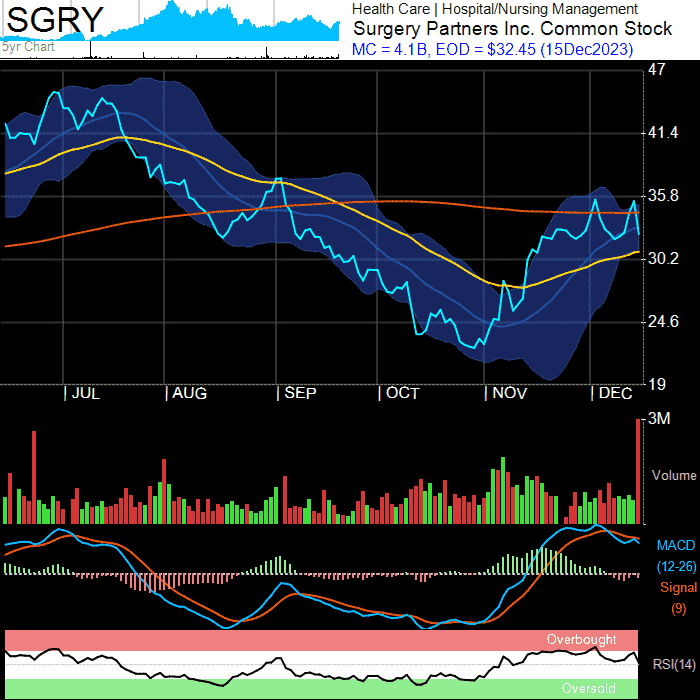 SGRY
5yr Chart
Health Care | Hospital/Nursing Management
Surgery Partners Inc. Common Stock
MC = 4.1B, EOD = $32.45 (15Dec2023)
47
41.4
35.8
30.2
24.6
19
| JUL | AUG | SEP | OCT | NOV | DEC
3M
Volume
MACD
(12-26)
Signal
(9)
Overbought
RSI(14)
Oversold